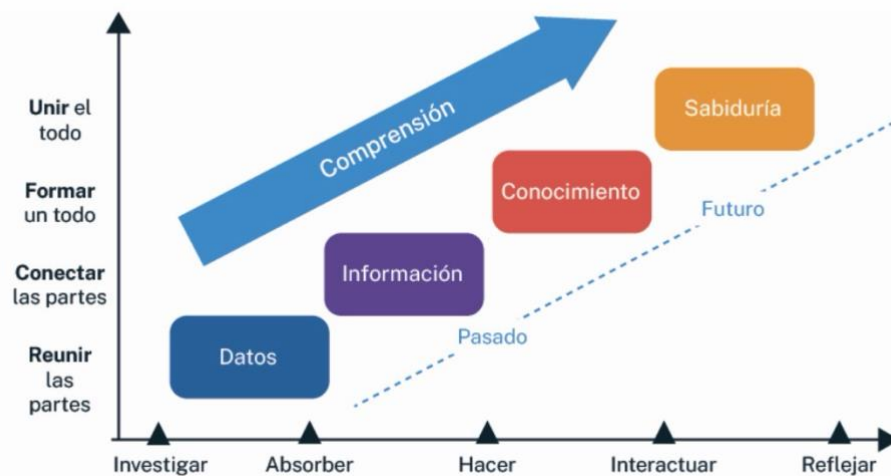 Unir el
todo
Formar
un todo
Conectar
las partes
Reunir
las
partes
Comprensión
Sabiduría
Conocimiento
Información
Datos
Futuro
Pasado
Investigar
Absorber
Hacer
Interactuar
Reflejar